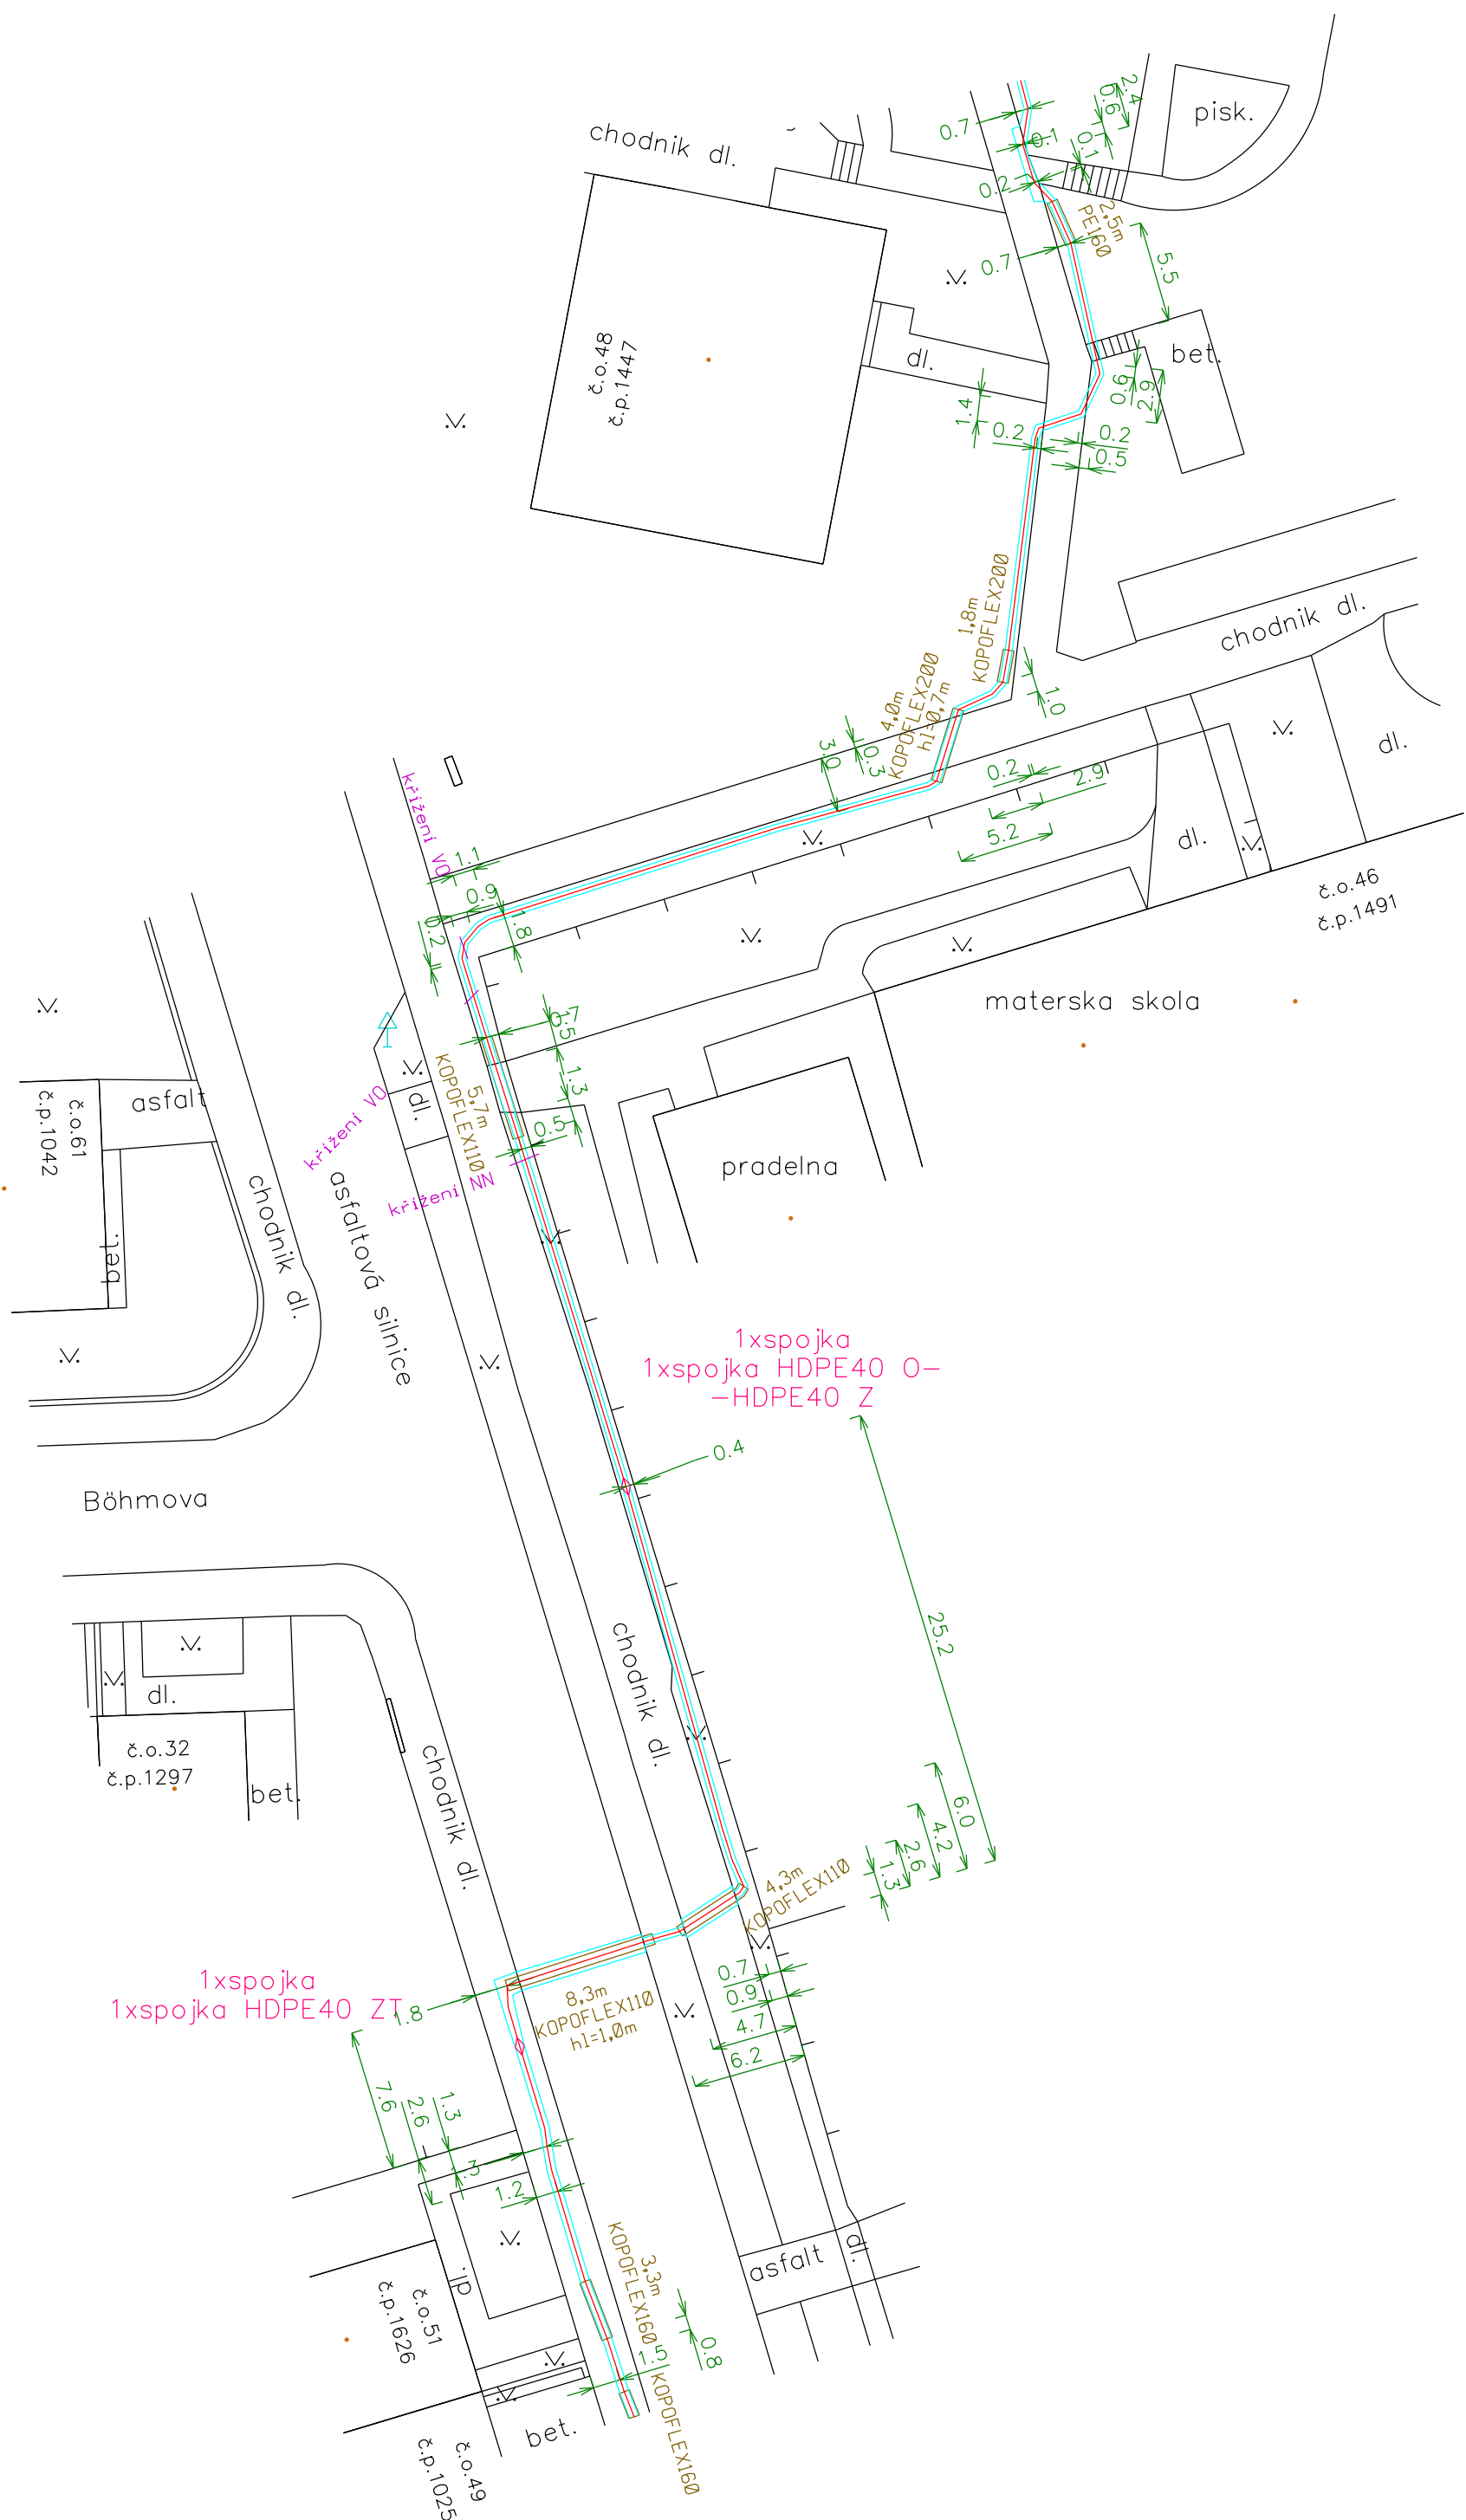 chodnik dl.
pisk.
2.4
0.6
0.7
0.1
0.1
0.2
2,5m
PE160
0.7
5.5
č.o.48
č.p.1447
dl.
bet.
0.6
2.9
1.4
0.2
0.2
0.5
1,8m
KOPOFLEX200
chodnik dl.
4,0m
KOPOFLEX200
hl=0,7m
1.0
3.0
0.3
0.2
2.9
5.2
dl.
dl.
křížení VO
1.1
0.9
1.8
0.2
č.o.46
č.p.1491
materska skola
0.7
0.5
1.3
0.5
5,7m
KOPOFLEX110
dl.
křížení VO
křížení NN
asfalt
č.o.61
č.p.1042
bet.
chodnik dl.
asfaltová silnice
pradelna
1xspojka
1xspojka HDPE40 O-
-HDPE40 Z
0.4
Böhmova
25.2
chodnik dl.
dl.
č.o.32
č.p.1297
bet.
chodnik dl.
6.0
4.2
2.6
1.3
4,3m
KOPOFLEX110
1xspojka
1xspojka HDPE40 ZT
1.8
8,3m
KOPOFLEX110
hl=1,0m
0.7
0.9
4.7
6.2
7.6
2.6
1.3
1.3
1.2
3,3m
KOPOFLEX160
asfalt
dl.
dl.
č.o.51
č.p.1626
0.8
1.5
KOPOFLEX160
bet.
č.o.49
č.p.1025